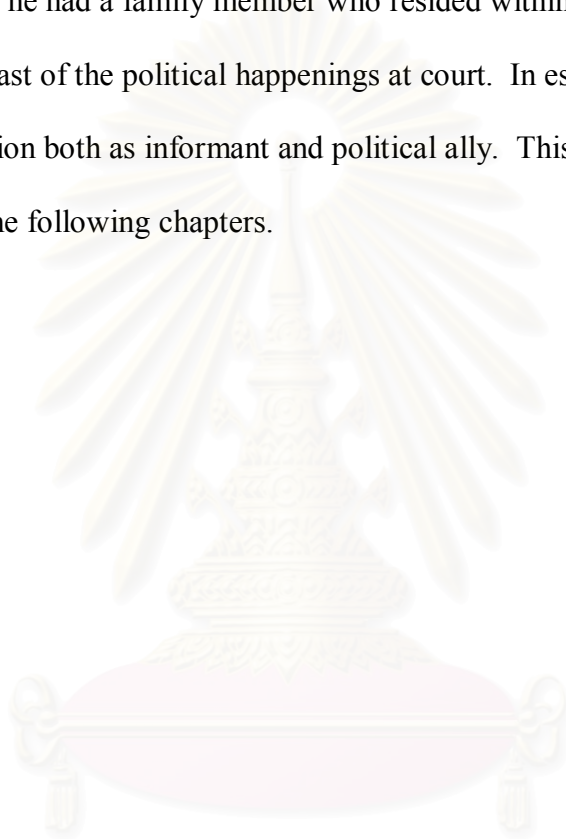 he had a family member who resided within
ast of the political happenings at court. In es
ion both as informant and political ally. This
ne following chapters.